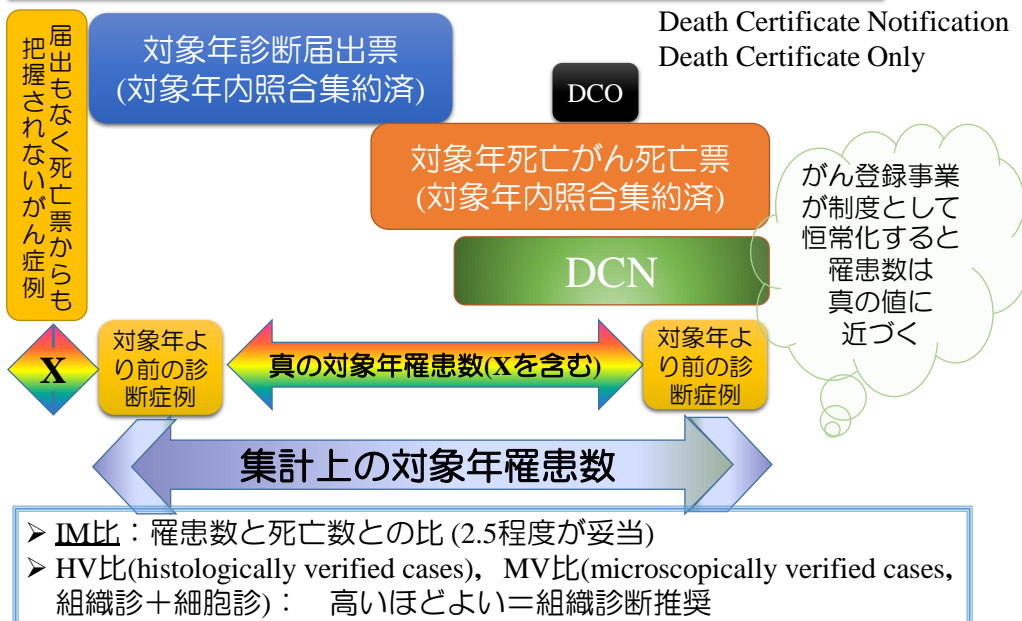 Death Certificate Notification
Death Certificate Only
届出もなく死亡票からも
把握されないがん症例
対象年診断届出票
(対象年内照合集約済)
DCO
対象年死亡がん死亡票
(対象年内照合集約済)
DCN
がん登録事業
が制度として
恒常化すると
罹患数は
真の値に
近づく
X
対象年よ
り前の診
断症例
真の対象年罹患数(Xを含む)
対象年よ
り前の診
断症例
集計上の対象年罹患数
➢ IM比：罹患数と死亡数との比 (2.5程度が妥当)
➢ HV比(histologically verified cases)，MV比(microscopically verified cases,
組織診＋細胞診)：　高いほどよい＝組織診断推奨